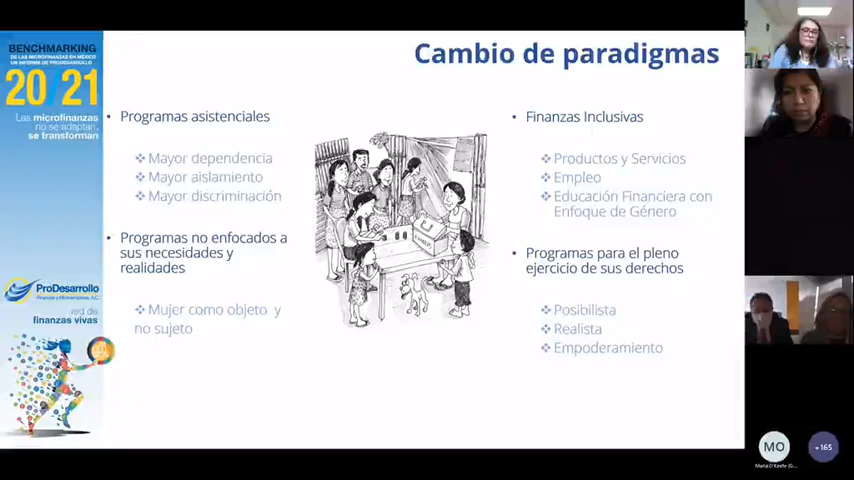 Cambio de paradigmas
BENCHMARKING
DE LAS MICROFINANZAS EN MÉXICO
UN INFORME DE PRODESARROLLO
20/21
Las microfinanzas
no se adaptan,
se transforman
ProDesarrollo
Finanzas y Microempresa, A.C.
red de
finanzas vivas
• Programas asistenciales
❖ Mayor dependencia
❖ Mayor aislamiento
❖ Mayor discriminación
• Programas no enfocados a
sus necesidades y
realidades
❖ Mujer como objeto y
no sujeto
• Finanzas Inclusivas
❖ Productos y Servicios
❖ Empleo
❖ Educación Financiera con
Enfoque de Género
• Programas para el pleno
ejercicio de sus derechos
❖ Posibilista
❖ Realista
❖ Empoderamiento
MO
+165